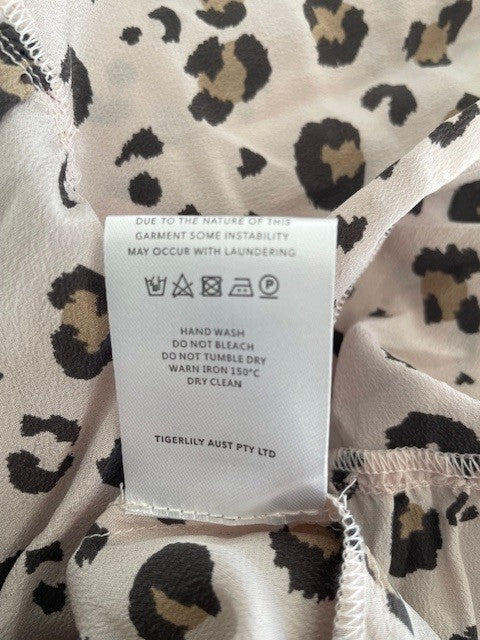 DUE TO THE NATURE OF THIS
GARMENT SOME INSTABILITY
MAY OCCUR WITH LAUNDERING
P
HAND WASH
DO NOT BLEACH
DO NOT TUMBLE DRY
WARM IRON 150°C
DRY CLEAN
TIGERLILY AUST PTY LTD